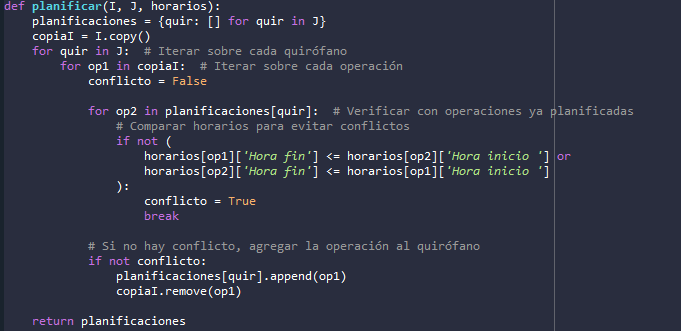 def planificar(I, J, horarios):
    planificaciones = {quir: [] for quir in J}
    copiaI = I.copy()
    for quir in J:  # Iterar sobre cada quirófano
        for op1 in copiaI:  # Iterar sobre cada operación
            conflicto = False

            for op2 in planificaciones[quir]:  # Verificar con operaciones ya planificadas
                # Comparar horarios para evitar conflictos
                if not (
                    horarios[op1]['Hora fin'] <= horarios[op2]['Hora inicio '] or
                    horarios[op2]['Hora fin'] <= horarios[op1]['Hora inicio ']
                ):
                    conflicto = True
                    break

            # Si no hay conflicto, agregar la operación al quirófano
            if not conflicto:
                planificaciones[quir].append(op1)
                copiaI.remove(op1)

    return planificaciones